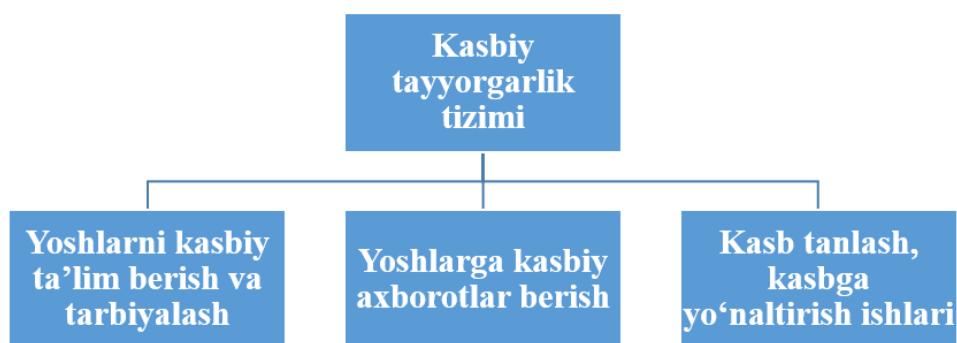 Kasbiy
tayyorgarlik
tizimi
Yoshlarni kasbiy
ta’lim berish va
tarbiyalash
Yoshlarga kasbiy
axborotlar berish
Kasb tanlash,
kasbga
yo‘naltirish ishlari